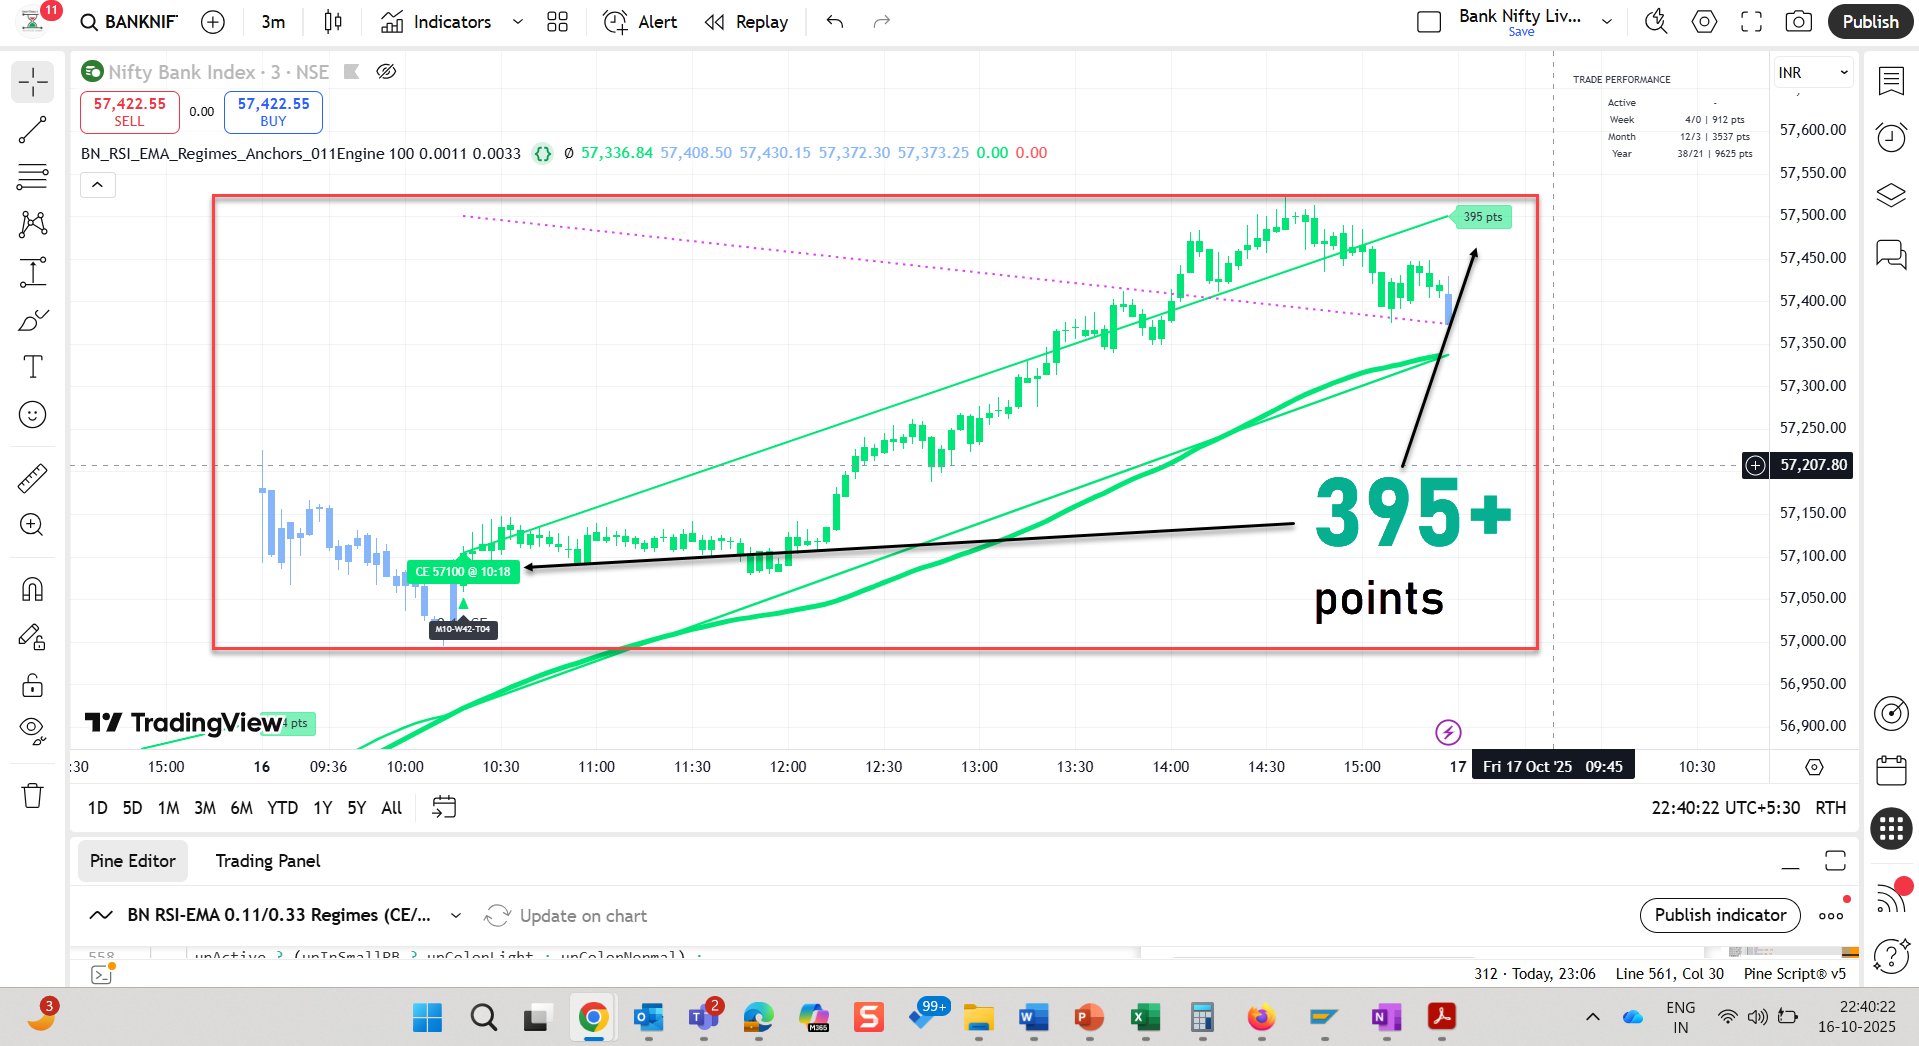 11
BANKNIF
3m
Indicators
Alert
Replay
Bank Nifty Liv...
Save
Publish
Nifty Bank Index · 3 · NSE
57,422.55
SELL
0.00
57,422.55
BUY
BN_RSI_EMA_Regimes_Anchors_011Engine 100 0.0011 0.0033 {} Ø 57,336.84 57,408.50 57,430.15 57,372.30 57,373.25 0.00 0.00
TRADE PERFORMANCE
Active -
Week 4/0 | 912 pts
Month 12/3 | 3537 pts
Year 38/21 | 9625 pts
INR
57,600.00
57,550.00
57,500.00
57,450.00
57,400.00
57,350.00
57,300.00
57,250.00
57,207.80
57,150.00
57,100.00
57,050.00
57,000.00
56,950.00
56,900.00
395 pts
395+
points
CE 57100 @ 10:18
M10-W42-T04
TradingView
4 pts
:30 15:00 16 09:36 10:00 10:30 11:00 11:30 12:00 12:30 13:00 13:30 14:00 14:30 15:00 17 Fri 17 Oct '25 09:45 10:30
1D 5D 1M 3M 6M YTD 1Y 5Y All
22:40:22 UTC+5:30 RTH
Pine Editor
Trading Panel
BN RSI-EMA 0.11/0.33 Regimes (CE/...
Update on chart
Publish indicator
312 · Today, 23:06 Line 561, Col 30 Pine Script® v5
3
2
M365
99+
ENG
IN
22:40:22
16-10-2025